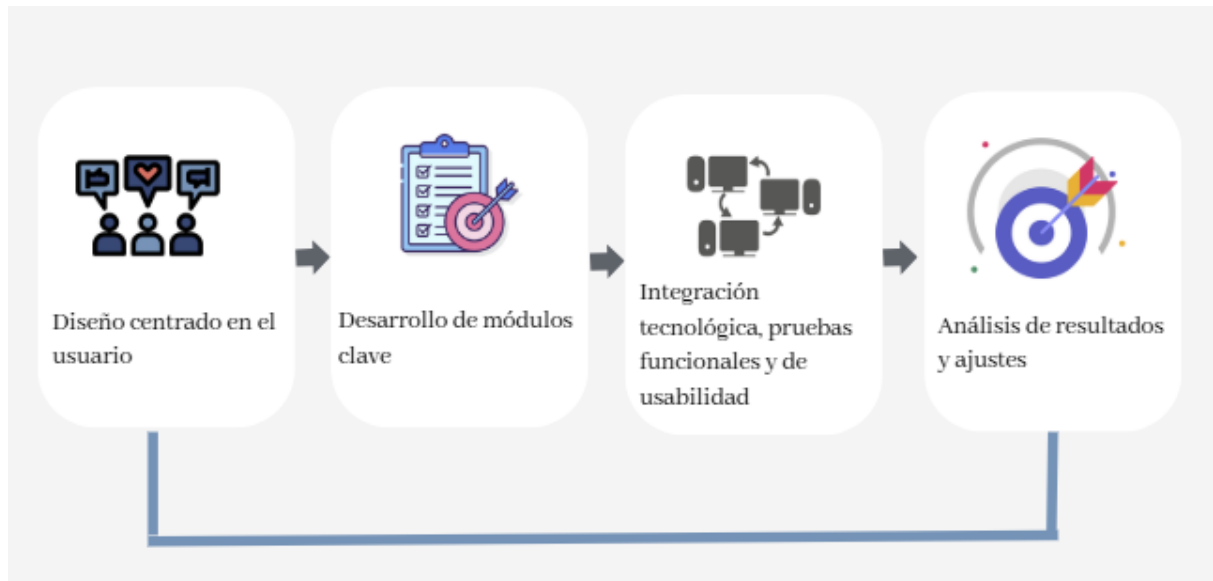 Diseño centrado en el
usuario
Desarrollo de módulos
clave
Integración
tecnológica, pruebas
funcionales y de
usabilidad
Análisis de resultados
y ajustes